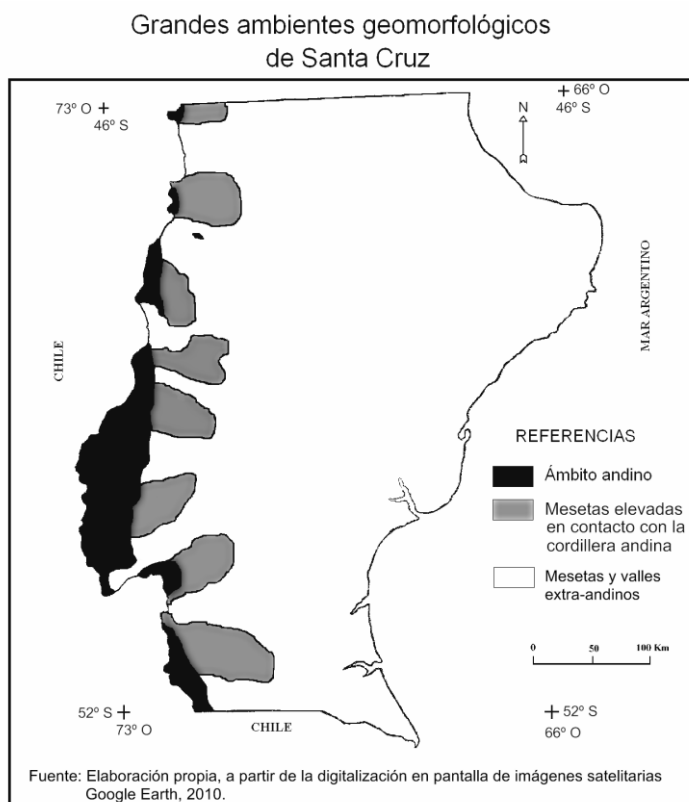 Grandes ambientes geomorfológicos
de Santa Cruz
73º O
46º S
66º O
46º S
N
CHILE
MAR ARGENTINO
REFERENCIAS
Ámbito andino
Mesetas elevadas
en contacto con la
cordillera andina
Mesetas y valles
extra-andinos
0 50 100 Km
52º S
73º O
CHILE
52º S
66º O
Fuente: Elaboración propia, a partir de la digitalización en pantalla de imágenes satelitarias
Google Earth, 2010.